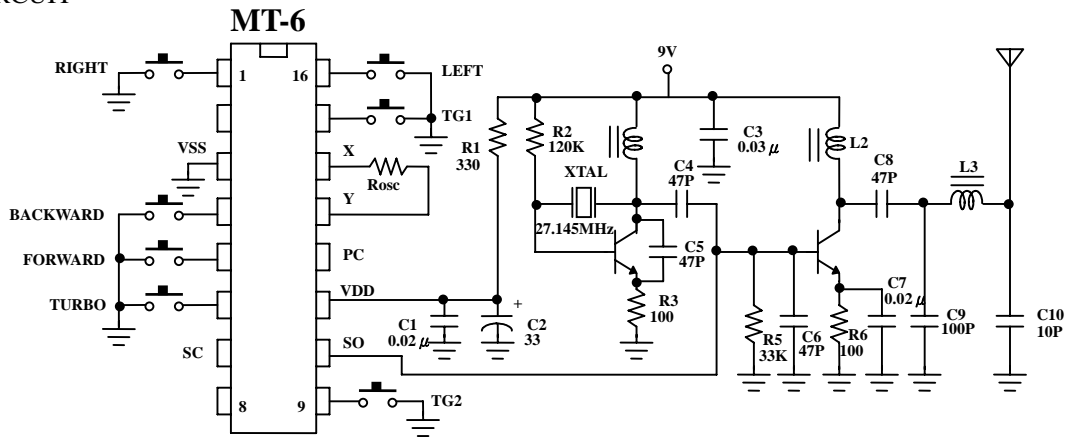 RCUIT
MT-6
RIGHT
1
16
LEFT
TG1
VSS
X
Rosc
Y
BACKWARD
FORWARD
PC
TURBO
VDD
SC
SO
8
9
TG2
9V
R1
330
R2
120K
XTAL
27.145MHz
C1
0.02 μ
C2
33
+
C3
0.03 μ
C4
47P
C5
47P
R3
100
L2
C8
47P
L3
C7
0.02 μ
R5
33K
C6
47P
R6
100
C9
100P
C10
10P